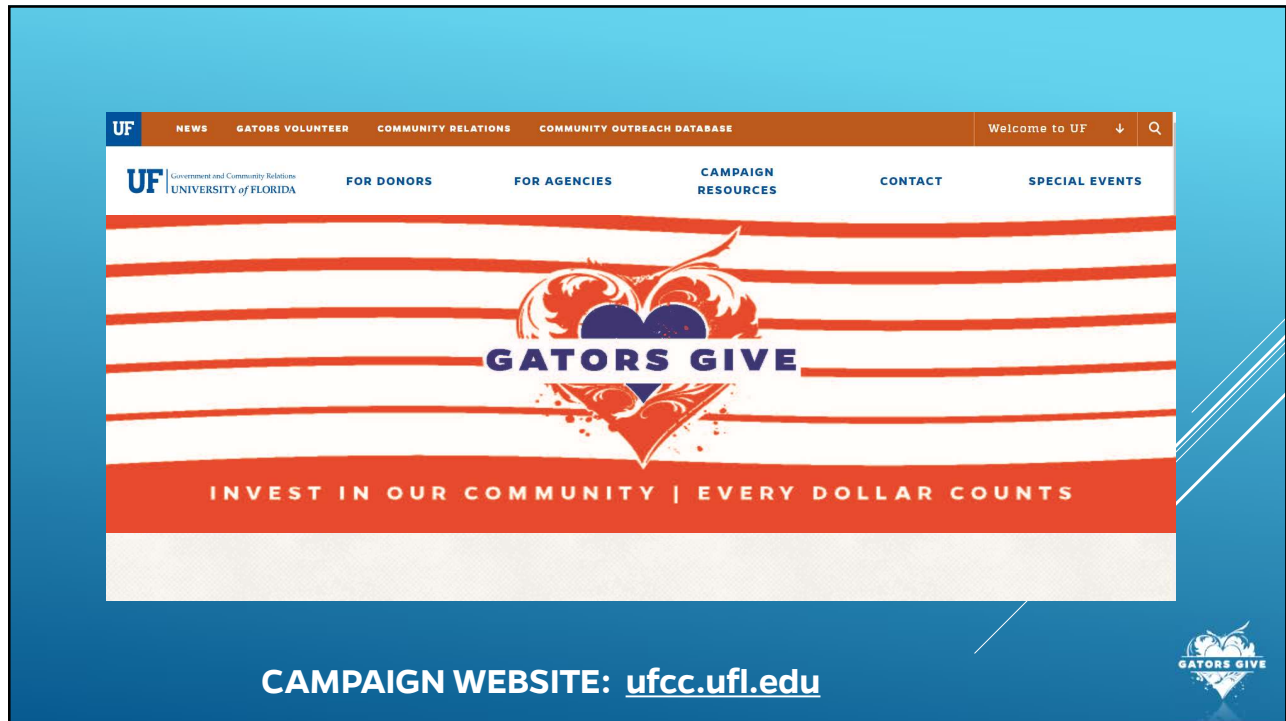 UF NEWS GATORS VOLUNTEER COMMUNITY RELATIONS COMMUNITY OUTREACH DATABASE Welcome to UF
UF Government and Community Relations
UNIVERSITY of FLORIDA
FOR DONORS FOR AGENCIES CAMPAIGN RESOURCES CONTACT SPECIAL EVENTS
GATORS GIVE
INVEST IN OUR COMMUNITY | EVERY DOLLAR COUNTS
CAMPAIGN WEBSITE: ufcc.ufl.edu
GATORS GIVE